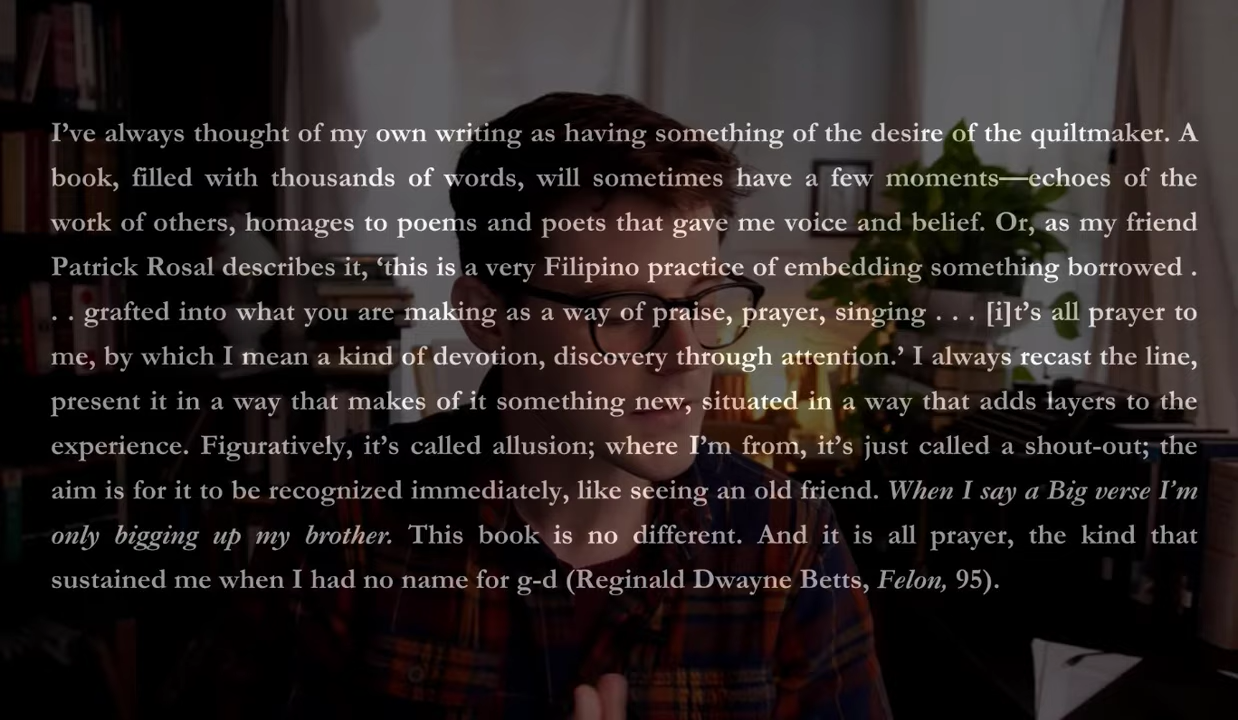 I’ve always thought of my own writing as having something of the desire of the quiltmaker. A
book, filled with thousands of words, will sometimes have a few moments—echoes of the
work of others, homages to poems and poets that gave me voice and belief. Or, as my friend
Patrick Rosal describes it, ‘this is a very Filipino practice of embedding something borrowed .
. . grafted into what you are making as a way of praise, prayer, singing . . . [i]t’s all prayer to
me, by which I mean a kind of devotion, discovery through attention.’ I always recast the line,
present it in a way that makes of it something new, situated in a way that adds layers to the
experience. Figuratively, it’s called allusion; where I’m from, it’s just called a shout-out; the
aim is for it to be recognized immediately, like seeing an old friend. When I say a Big verse I’m
only bigging up my brother. This book is no different. And it is all prayer, the kind that
sustained me when I had no name for g-d (Reginald Dwayne Betts, Felon, 95).